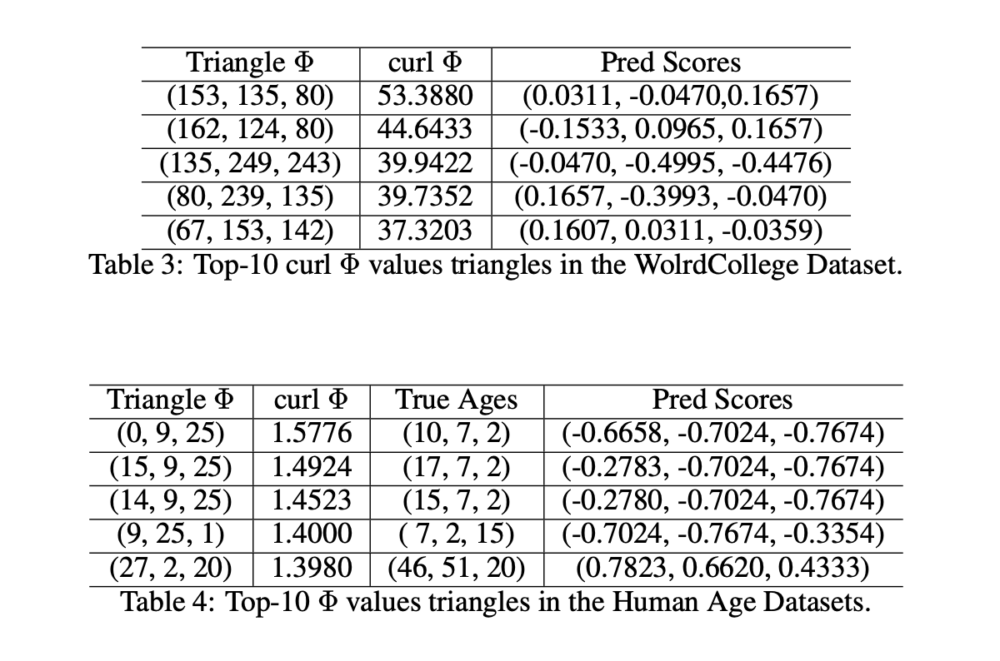 Triangle Φ curl Φ Pred Scores
(153, 135, 80) 53.3880 (0.0311, -0.0470,0.1657)
(162, 124, 80) 44.6433 (-0.1533, 0.0965, 0.1657)
(135, 249, 243) 39.9422 (-0.0470, -0.4995, -0.4476)
(80, 239, 135) 39.7352 (0.1657, -0.3993, -0.0470)
(67, 153, 142) 37.3203 (0.1607, 0.0311, -0.0359)
Table 3: Top-10 curl Φ values triangles in the WolrdCollege Dataset.
Triangle Φ curl Φ True Ages Pred Scores
(0, 9, 25) 1.5776 (10, 7, 2) (-0.6658, -0.7024, -0.7674)
(15, 9, 25) 1.4924 (17, 7, 2) (-0.2783, -0.7024, -0.7674)
(14, 9, 25) 1.4523 (15, 7, 2) (-0.2780, -0.7024, -0.7674)
(9, 25, 1) 1.4000 ( 7, 2, 15) (-0.7024, -0.7674, -0.3354)
(27, 2, 20) 1.3980 (46, 51, 20) (0.7823, 0.6620, 0.4333)
Table 4: Top-10 Φ values triangles in the Human Age Datasets.